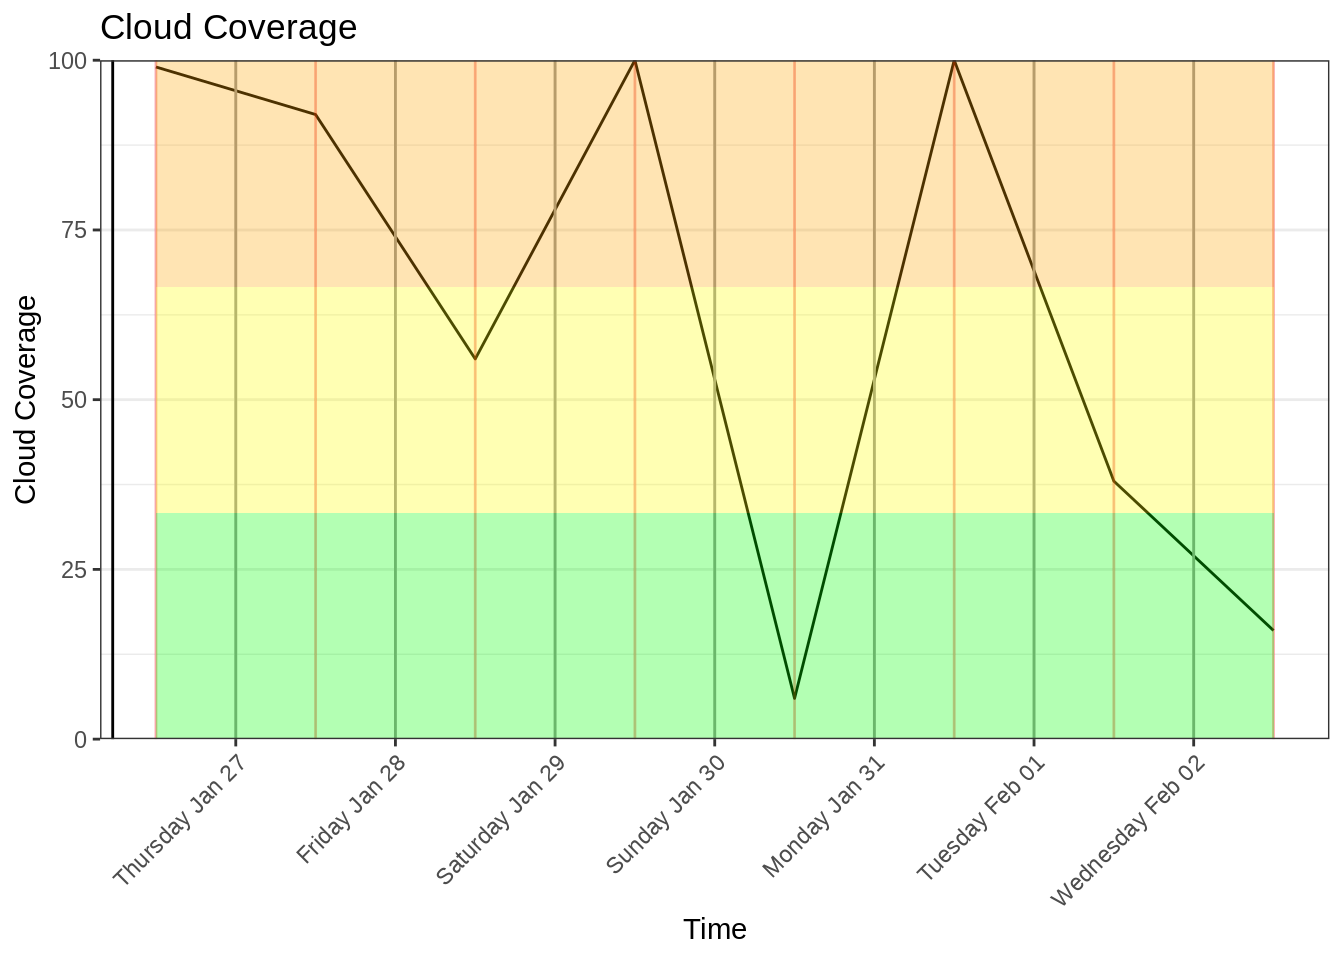 Cloud Coverage
Cloud Coverage
100
75
50
25
0
Thursday Jan 27
Friday Jan 28
Saturday Jan 29
Sunday Jan 30
Monday Jan 31
Tuesday Feb 01
Wednesday Feb 02
Time